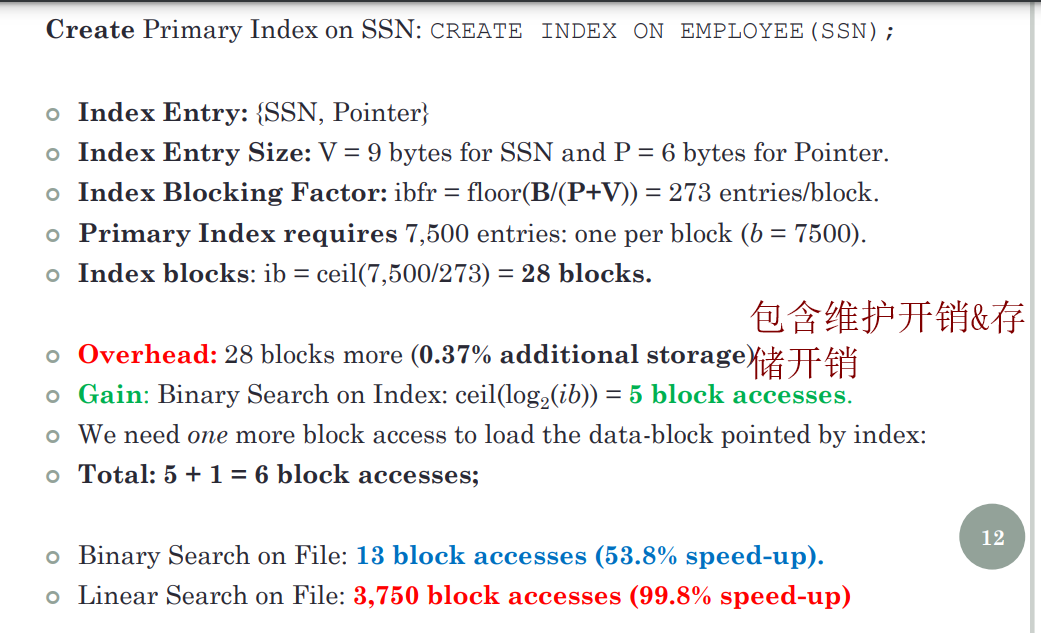 Create Primary Index on SSN: CREATE INDEX ON EMPLOYEE(SSN);
Index Entry: {SSN, Pointer}
Index Entry Size: V = 9 bytes for SSN and P = 6 bytes for Pointer.
Index Blocking Factor: ibfr = floor(B/(P+V)) = 273 entries/block.
Primary Index requires 7,500 entries: one per block (b = 7500).
Index blocks: ib = ceil(7,500/273) = 28 blocks.
包含维护开销&存
储开销
Overhead: 28 blocks more (0.37% additional storage)
Gain: Binary Search on Index: ceil(log₂(ib)) = 5 block accesses.
We need one more block access to load the data-block pointed by index:
Total: 5 + 1 = 6 block accesses;
12
Binary Search on File: 13 block accesses (53.8% speed-up).
Linear Search on File: 3,750 block accesses (99.8% speed-up)